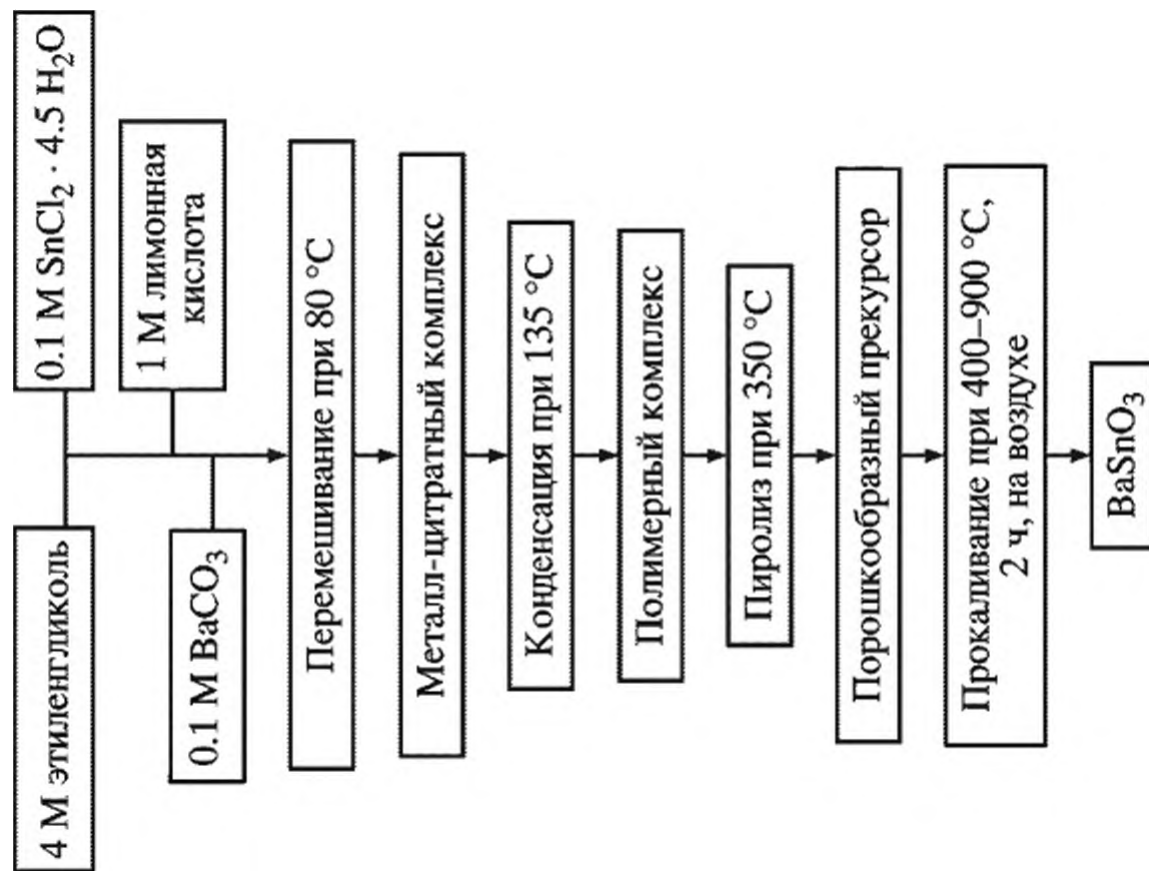 4 М этиленгликоль
0.1 М SnCl₂ · 4.5 H₂O
1 М лимонная
кислота
0.1 М BaCO₃
Перемешивание при 80 °C
Металл-цитратный комплекс
Конденсация при 135 °C
Полимерный комплекс
Пиролиз при 350 °C
Порошкообразный прекурсор
Прокаливание при 400–900 °C,
2 ч, на воздухе
BaSnO₃